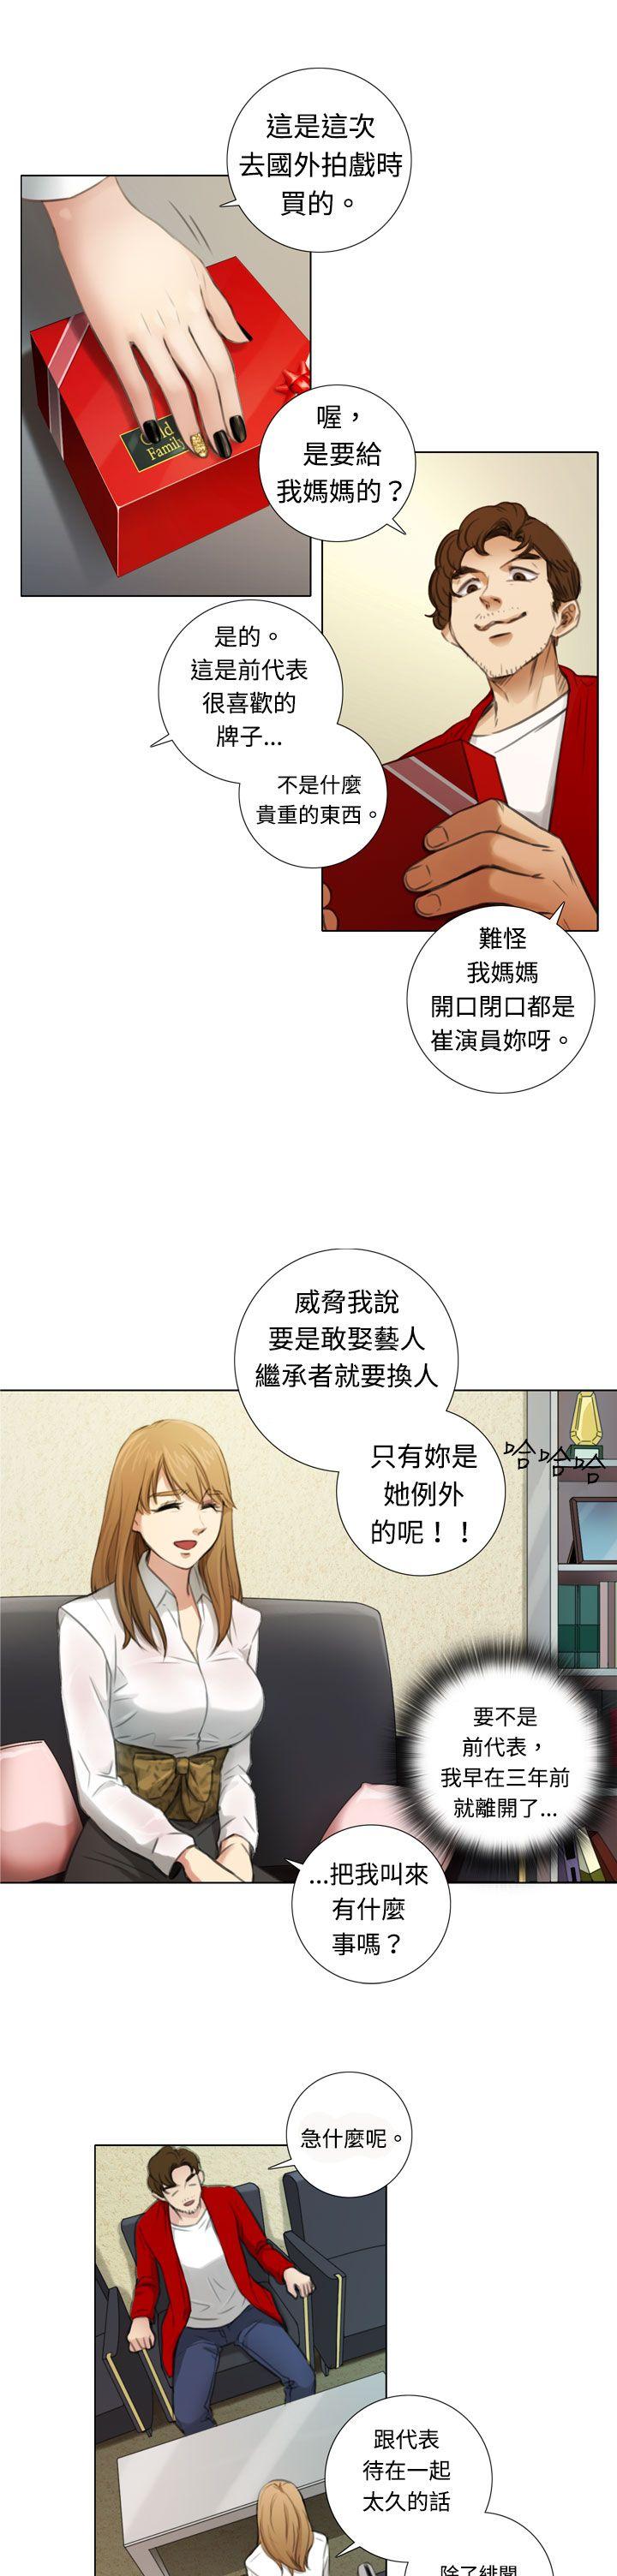 這是這次
去國外拍戲時
買的。
Gold
Family
喔，
是要給
我媽媽的？
是的。
這是前代表
很喜歡的
牌子...
不是什麼
貴重的東西。
難怪
我媽媽
開口閉口都是
崔演員妳呀。
威脅我說
要是敢娶藝人
繼承者就要換人
只有妳是
她例外
的呢！！
哈哈哈
要不是
前代表，
我早在三年前
就離開了...
...把我叫來
有什麼
事嗎？
急什麼呢。
跟代表
待在一起
太久的話
除了緋聞